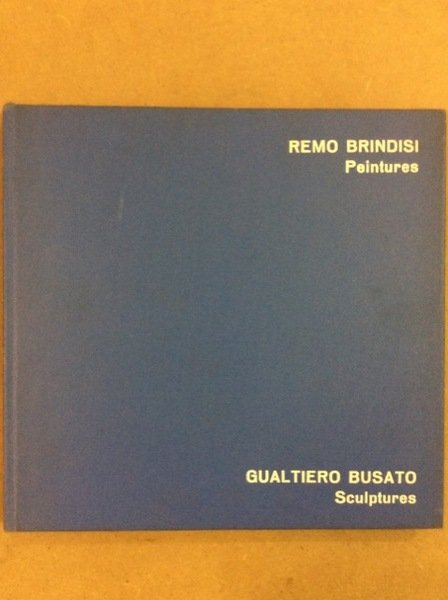 REMO BRINDISI
Peintures
GUALTIERO BUSATO
Sculptures